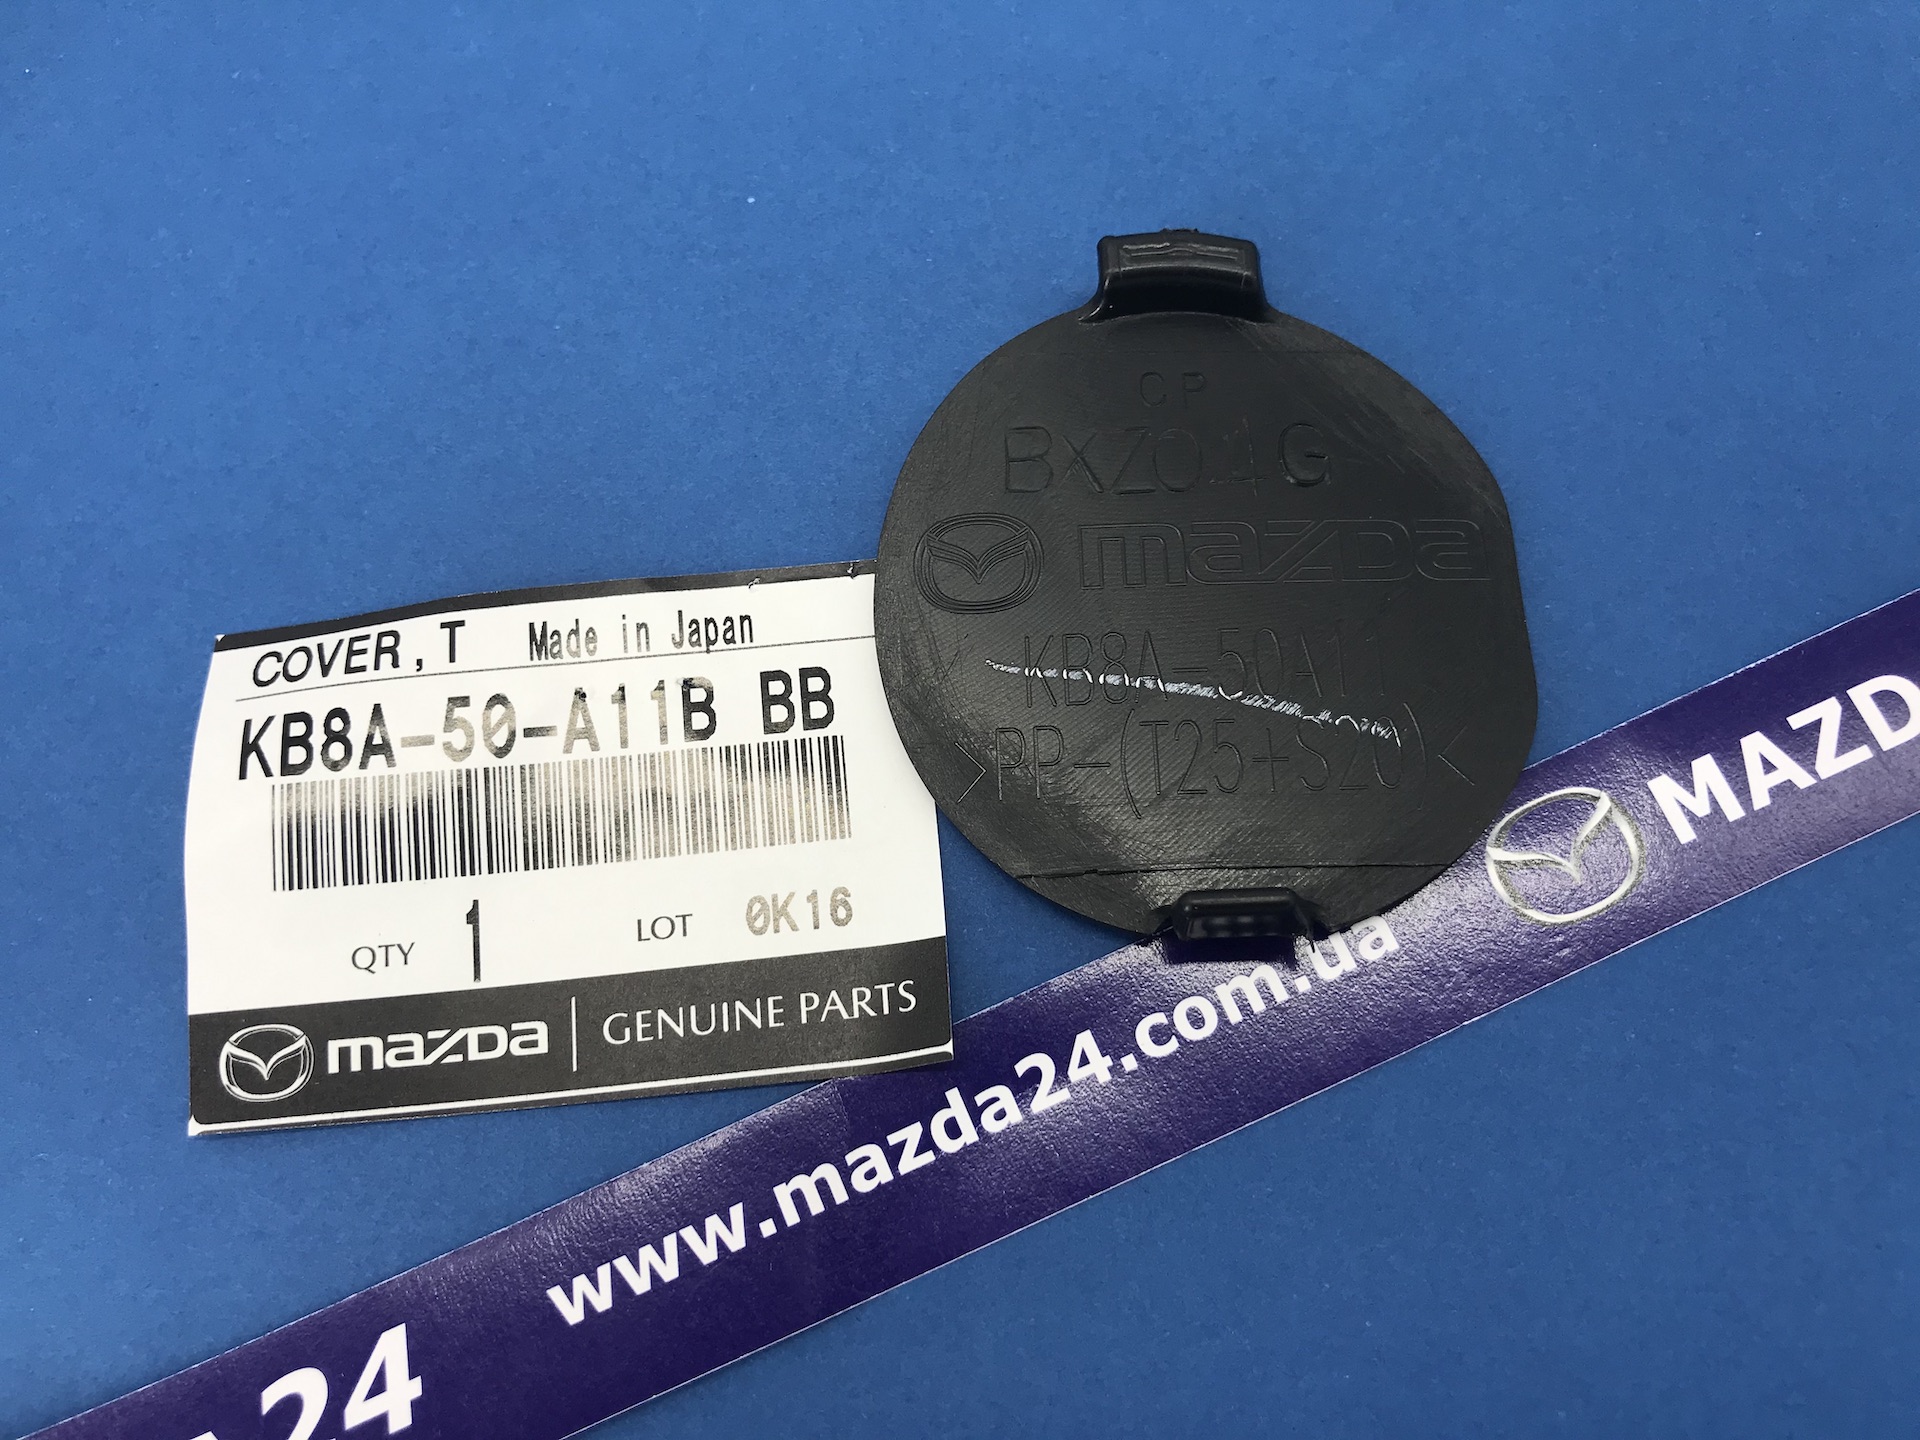 COVER, T Made in Japan
KB8A-50-A11B BB
QTY 1 LOT 0K16
mazda GENUINE PARTS
CP
mazda
KB8A-50A11
>PP-(T25+S20)<
www.mazda24.com.ua
MAZD
24